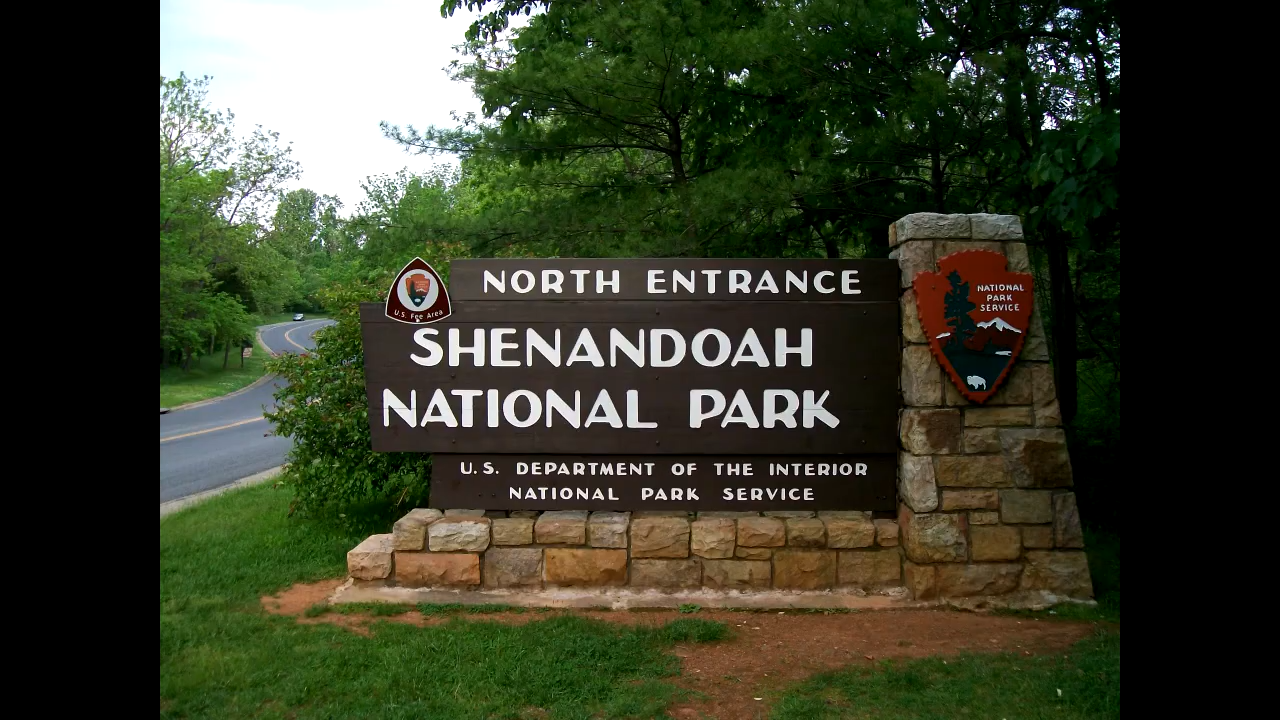 NORTH ENTRANCE
SHENANDOAH
NATIONAL PARK
U.S. DEPARTMENT OF THE INTERIOR
NATIONAL PARK SERVICE
U.S. Fee Area
NATIONAL
PARK
SERVICE